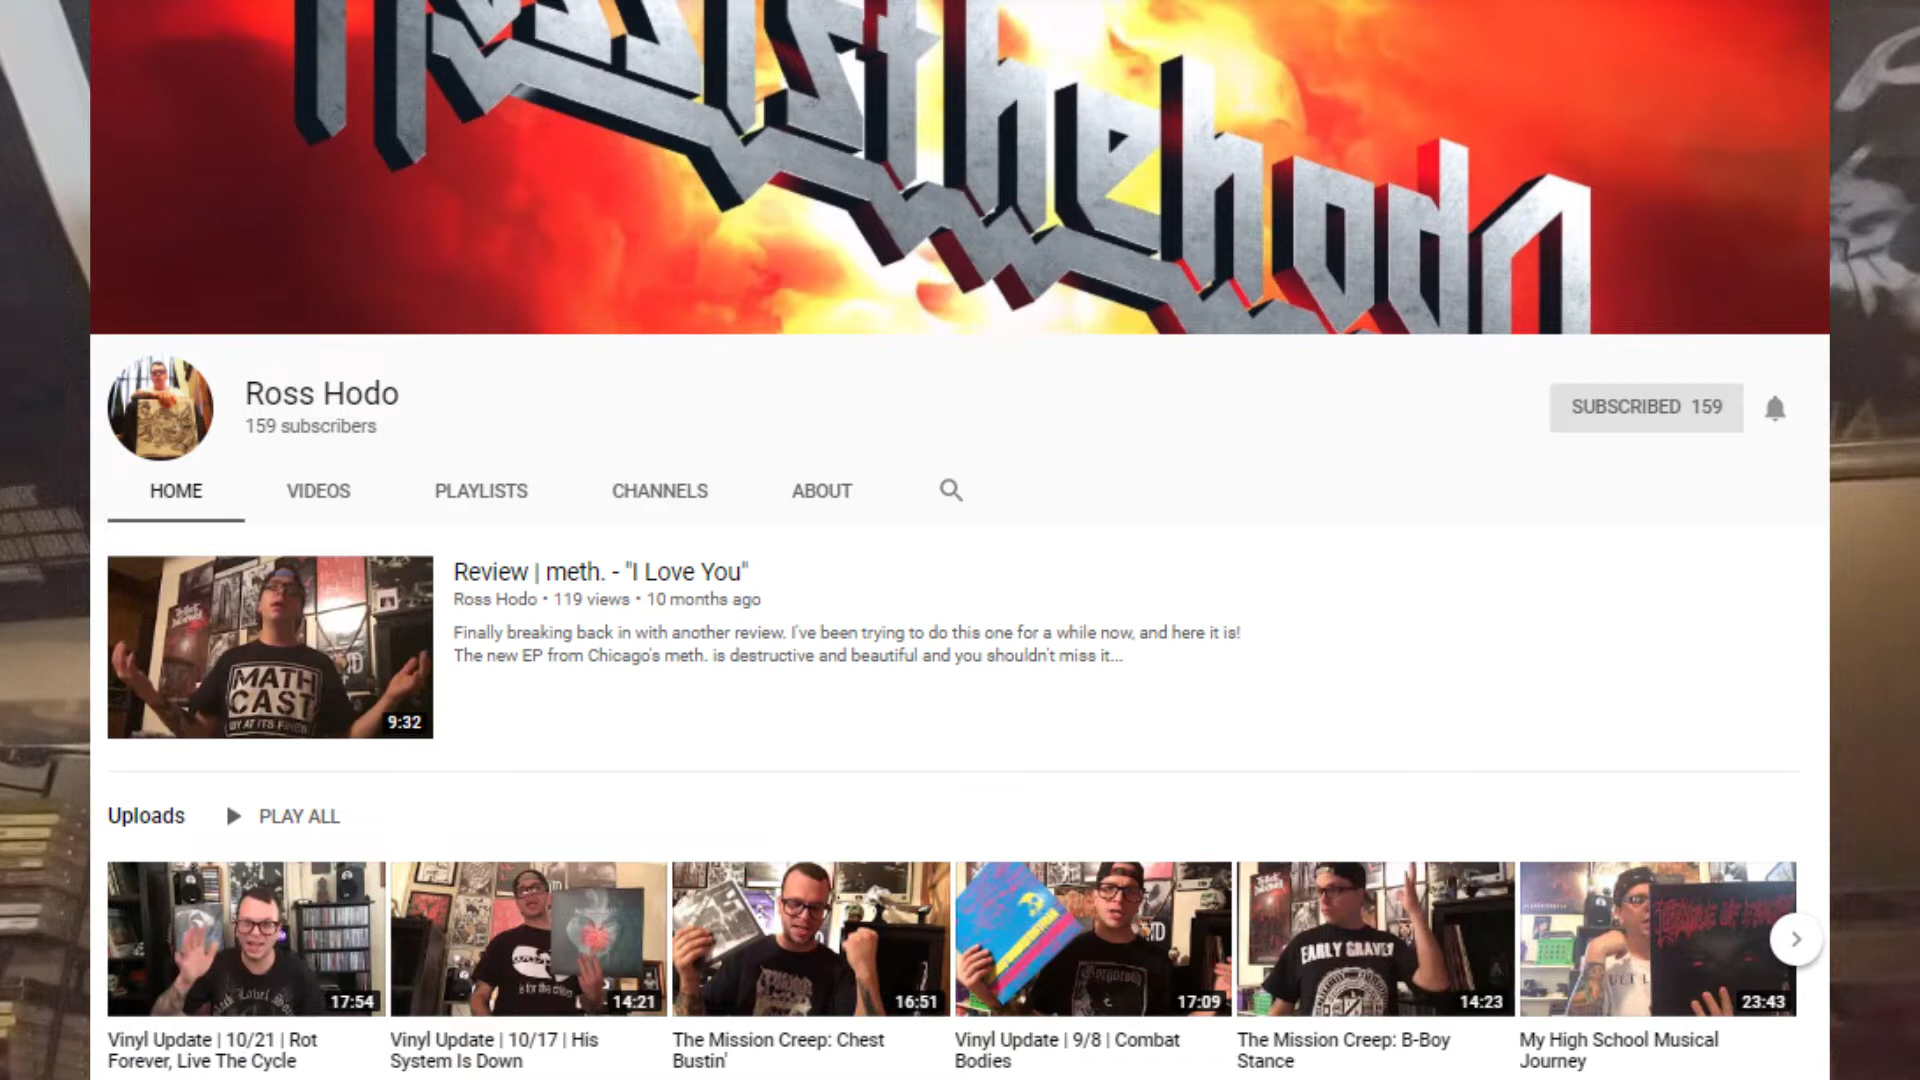 Rossisthehodo
Ross Hodo
159 subscribers
SUBSCRIBED 159
HOME
VIDEOS
PLAYLISTS
CHANNELS
ABOUT
MATH
CAST
9:32
Review | meth. - "I Love You"
Ross Hodo • 119 views • 10 months ago
Finally breaking back in with another review. I've been trying to do this one for a while now, and here it is!
The new EP from Chicago's meth. is destructive and beautiful and you shouldn't miss it...
Uploads
PLAY ALL
17:54
14:21
16:51
17:09
EARLY GRAVES
14:23
23:43
Vinyl Update | 10/21 | Rot
Forever, Live The Cycle
Vinyl Update | 10/17 | His
System Is Down
The Mission Creep: Chest
Bustin'
Vinyl Update | 9/8 | Combat
Bodies
The Mission Creep: B-Boy
Stance
My High School Musical
Journey